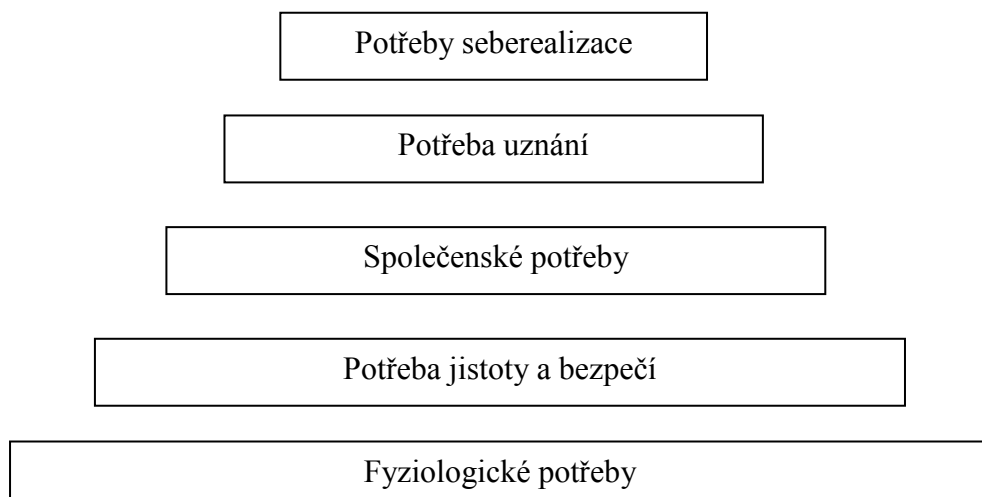 Potřeby seberealizace
Potřeba uznání
Společenské potřeby
Potřeba jistoty a bezpečí
Fyziologické potřeby